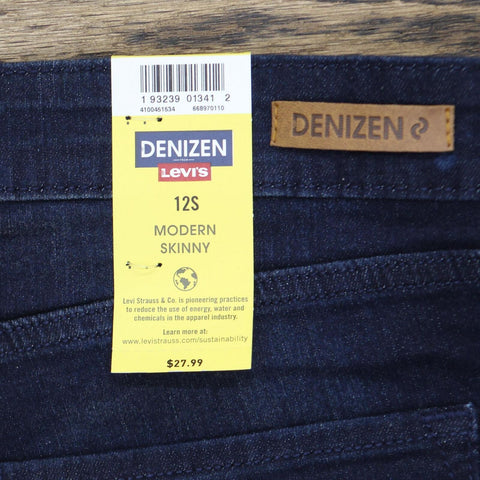 1 93239 01341 2
4100461534 668970110
DENIZEN
FROM
Levi's
12S
MODERN
SKINNY
Levi Strauss & Co. is pioneering practices
to reduce the use of energy, water and
chemicals in the apparel industry.
Learn more at:
www.levistrauss.com/sustainability
$27.99
DENIZEN